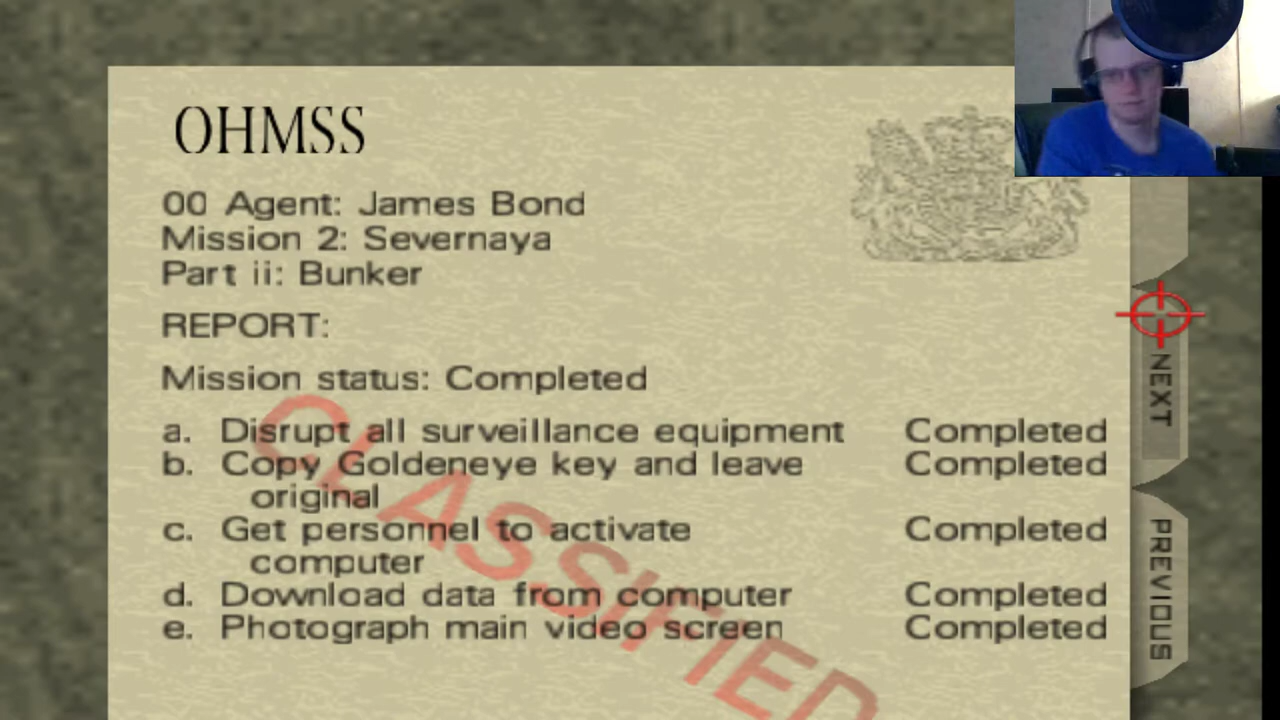 OHMSS
00 Agent: James Bond
Mission 2: Severnaya
Part ii: Bunker
REPORT:
Mission status: Completed
a. Disrupt all surveillance equipment Completed
b. Copy Goldeneye key and leave Completed
original
c. Get personnel to activate Completed
computer
d. Download data from computer Completed
e. Photograph main video screen Completed
CLASSIFIED
NEXT
PREVIOUS